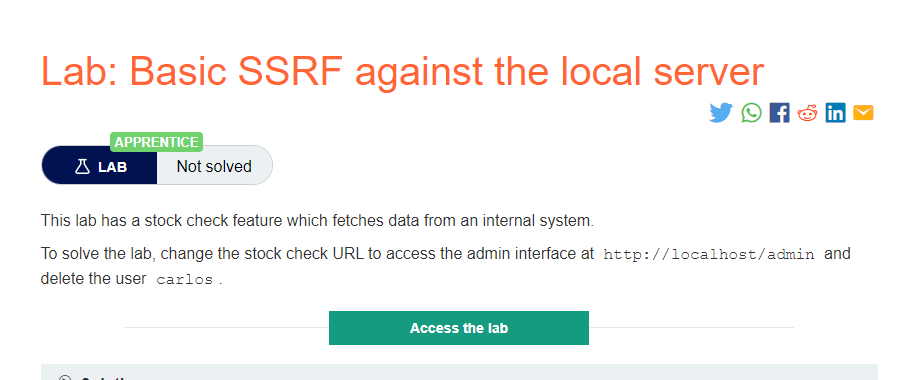 Lab: Basic SSRF against the local server
APPRENTICE
LAB Not solved
This lab has a stock check feature which fetches data from an internal system.
To solve the lab, change the stock check URL to access the admin interface at http://localhost/admin and
delete the user carlos .
Access the lab